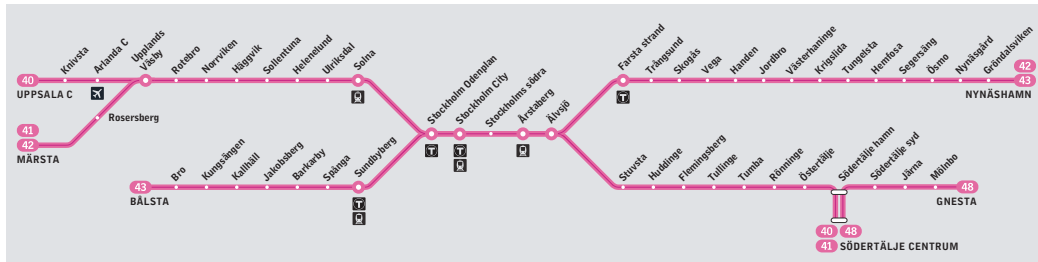 40
UPPSALA C
Knivsta
Arlanda C
Upplands
Väsby
Rotebro
Norrviken
Häggvik
Sollentuna
Helenelund
Ulriksdal
Solna
41
42
MÄRSTA
Rosersberg
43
BÅLSTA
Bro
Kungsängen
Kallhäll
Jakobsberg
Barkarby
Spånga
Sundbyberg
T
Stockholm Odenplan
T
Stockholm City
T
Stockholms södra
Årstaberg
Älvsjö
Farsta strand
T
Trångsund
Skogås
Vega
Handen
Jordbro
Västerhaninge
Krigslida
Tungelsta
Hemfosa
Segersäng
Ösmo
Nynäsgård
Gröndalsviken
42
43
NYNÄSHAMN
Stuvsta
Huddinge
Flemingsberg
Tullinge
Tumba
Rönninge
Östertälje
Södertälje hamn
Södertälje syd
Järna
Mölnbo
48
GNESTA
40 48
41 SÖDERTÄLJE CENTRUM